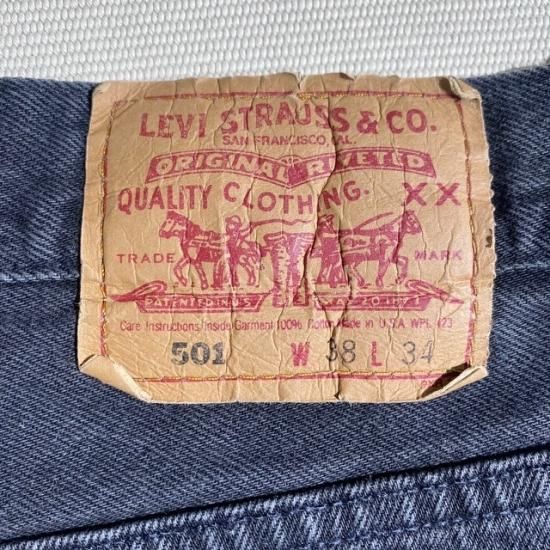 LEVI STRAUSS & CO.
SAN FRANCISCO, CAL.
ORIGINAL RIVETED
QUALITY CLOTHING. XX
TRADE MARK
PATENTED IN U.S. MAY 20 1873
Care Instructions Inside Garment 100% Cotton Made in U.S.A. WPL 423
501 W 38 L 34